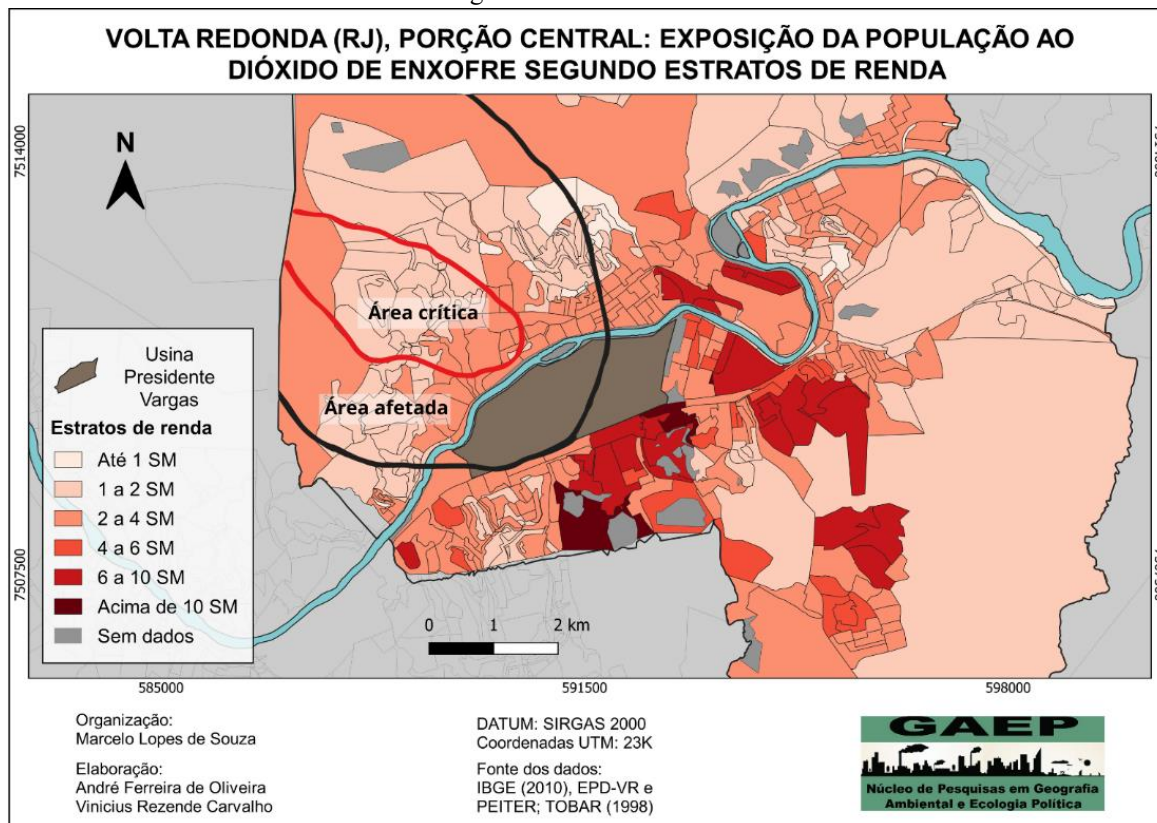 VOLTA REDONDA (RJ), PORÇÃO CENTRAL: EXPOSIÇÃO DA POPULAÇÃO AO
DIÓXIDO DE ENXOFRE SEGUNDO ESTRATOS DE RENDA
N
7514000
7507500
Área crítica
Área afetada
Usina
Presidente
Vargas
Estratos de renda
Até 1 SM
1 a 2 SM
2 a 4 SM
4 a 6 SM
6 a 10 SM
Acima de 10 SM
Sem dados
0 1 2 km
585000 591500 598000
Organização:
Marcelo Lopes de Souza
Elaboração:
André Ferreira de Oliveira
Vinicius Rezende Carvalho
DATUM: SIRGAS 2000
Coordenadas UTM: 23K
Fonte dos dados:
IBGE (2010), EPD-VR e
PEITER; TOBAR (1998)
GAEP
Núcleo de Pesquisas em Geografia
Ambiental e Ecologia Política